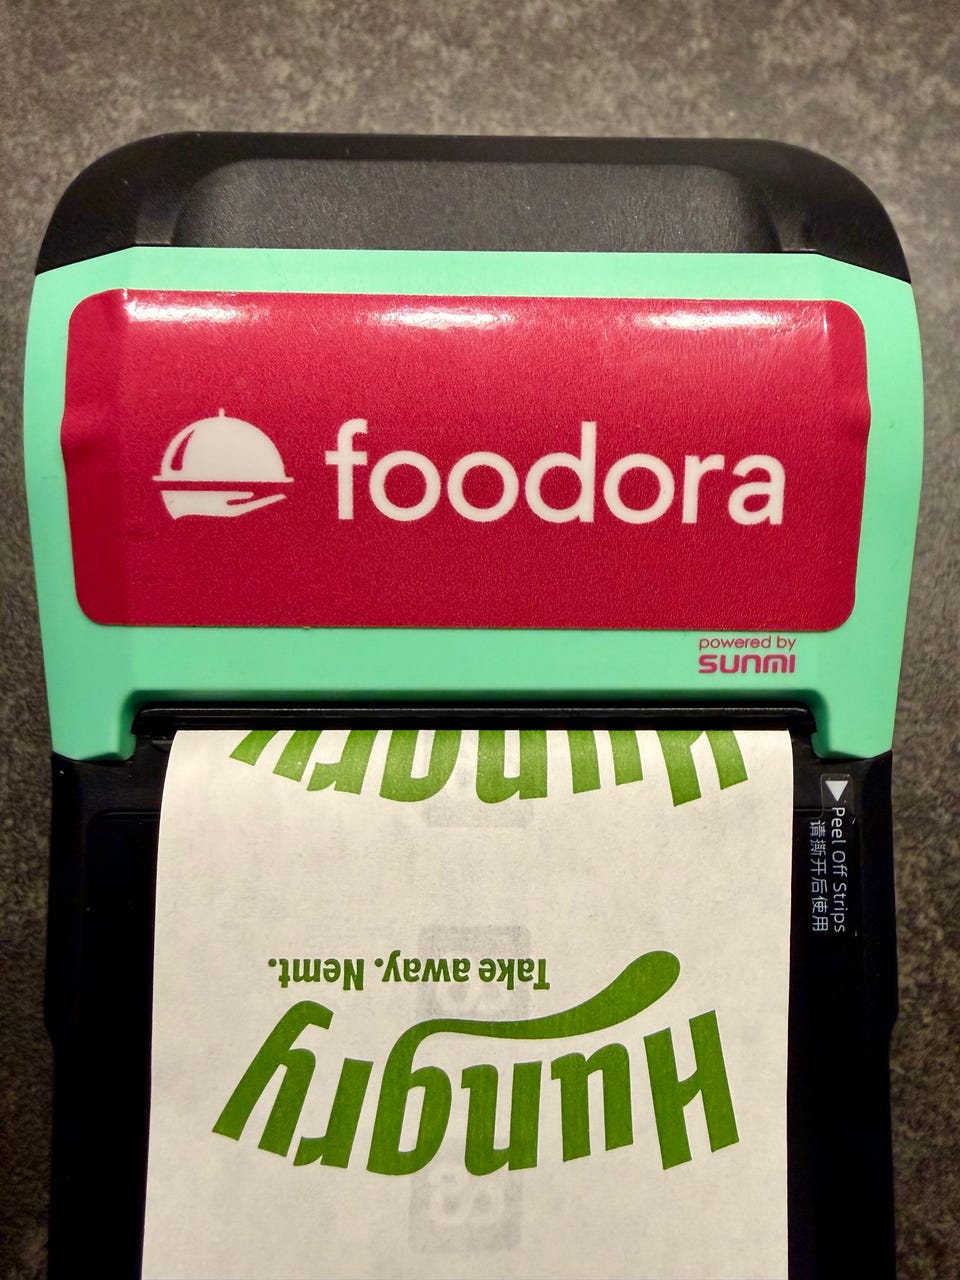 foodora
powered by
SUNMI
Hungry
Peel Off Strips
请撕开后使用
Hungry
Take away. Nemt.